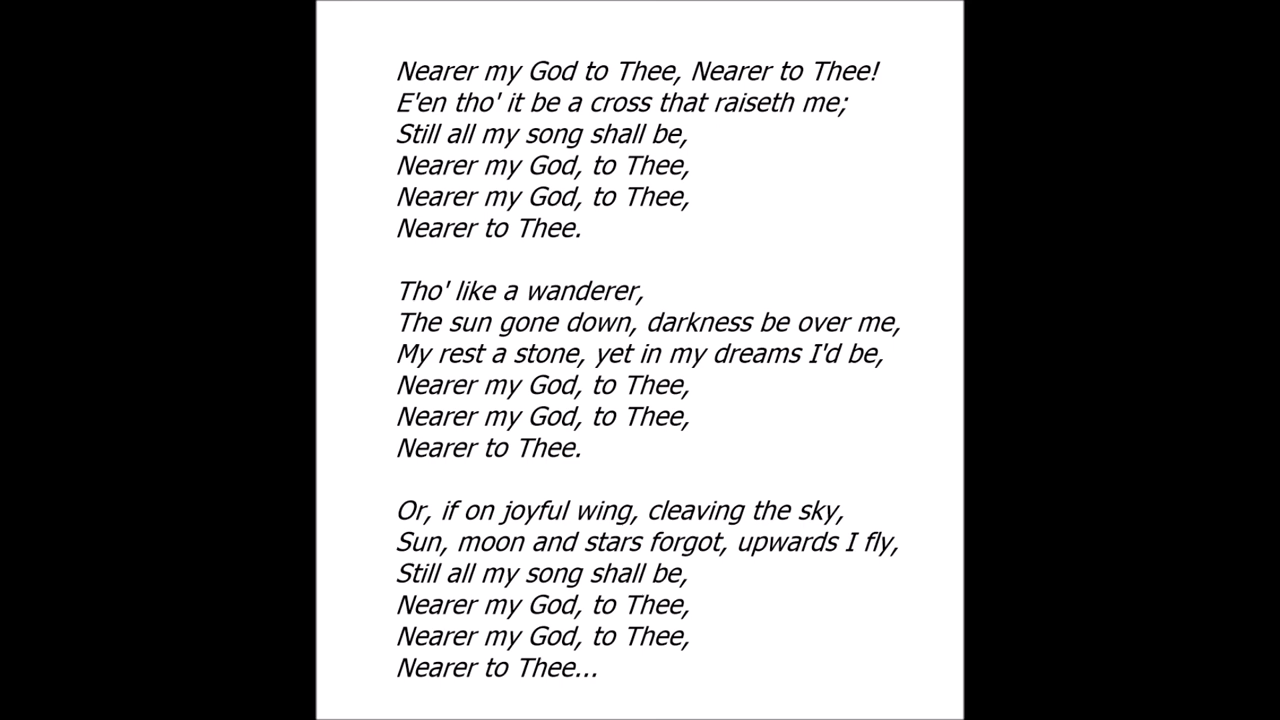 Nearer my God to Thee, Nearer to Thee!
E'en tho' it be a cross that raiseth me;
Still all my song shall be,
Nearer my God, to Thee,
Nearer my God, to Thee,
Nearer to Thee.

Tho' like a wanderer,
The sun gone down, darkness be over me,
My rest a stone, yet in my dreams I'd be,
Nearer my God, to Thee,
Nearer my God, to Thee,
Nearer to Thee.

Or, if on joyful wing, cleaving the sky,
Sun, moon and stars forgot, upwards I fly,
Still all my song shall be,
Nearer my God, to Thee,
Nearer my God, to Thee,
Nearer to Thee...